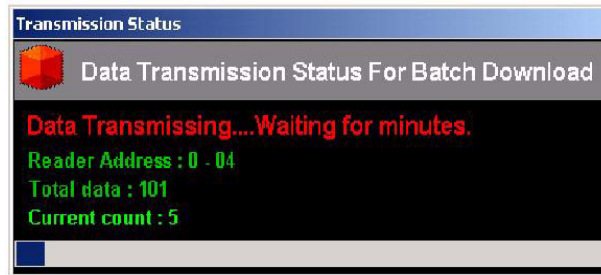 Transmission Status
Data Transmission Status For Batch Download
Data Transmissing....Waiting for minutes.
Reader Address : 0 - 04
Total data : 101
Current count : 5